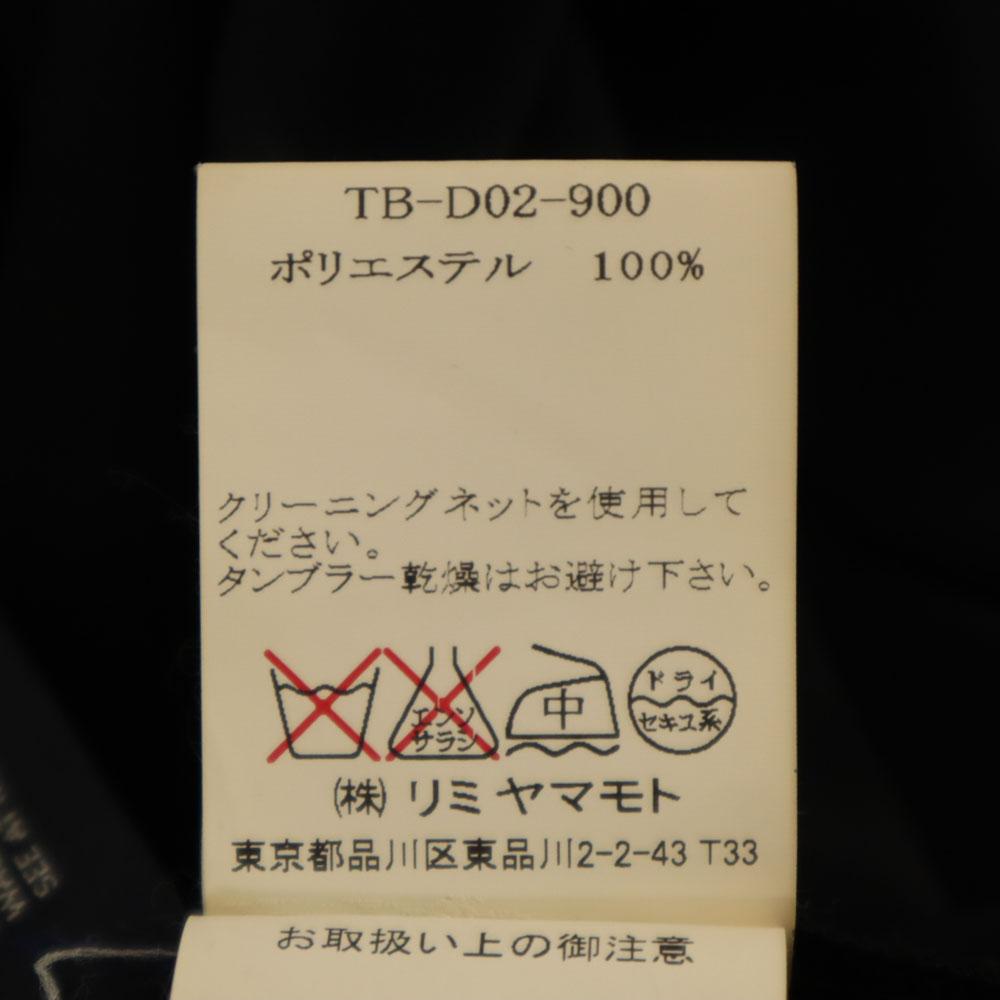 TB-D02-900
ポリエステル　100%
クリーニングネットを使用して
ください。
タンブラー乾燥はお避け下さい。
エンソ
サラシ
中
ドライ
セキユ系
㈱ リミ ヤマモト
東京都品川区東品川2-2-43 T33
お取扱い上の御注意